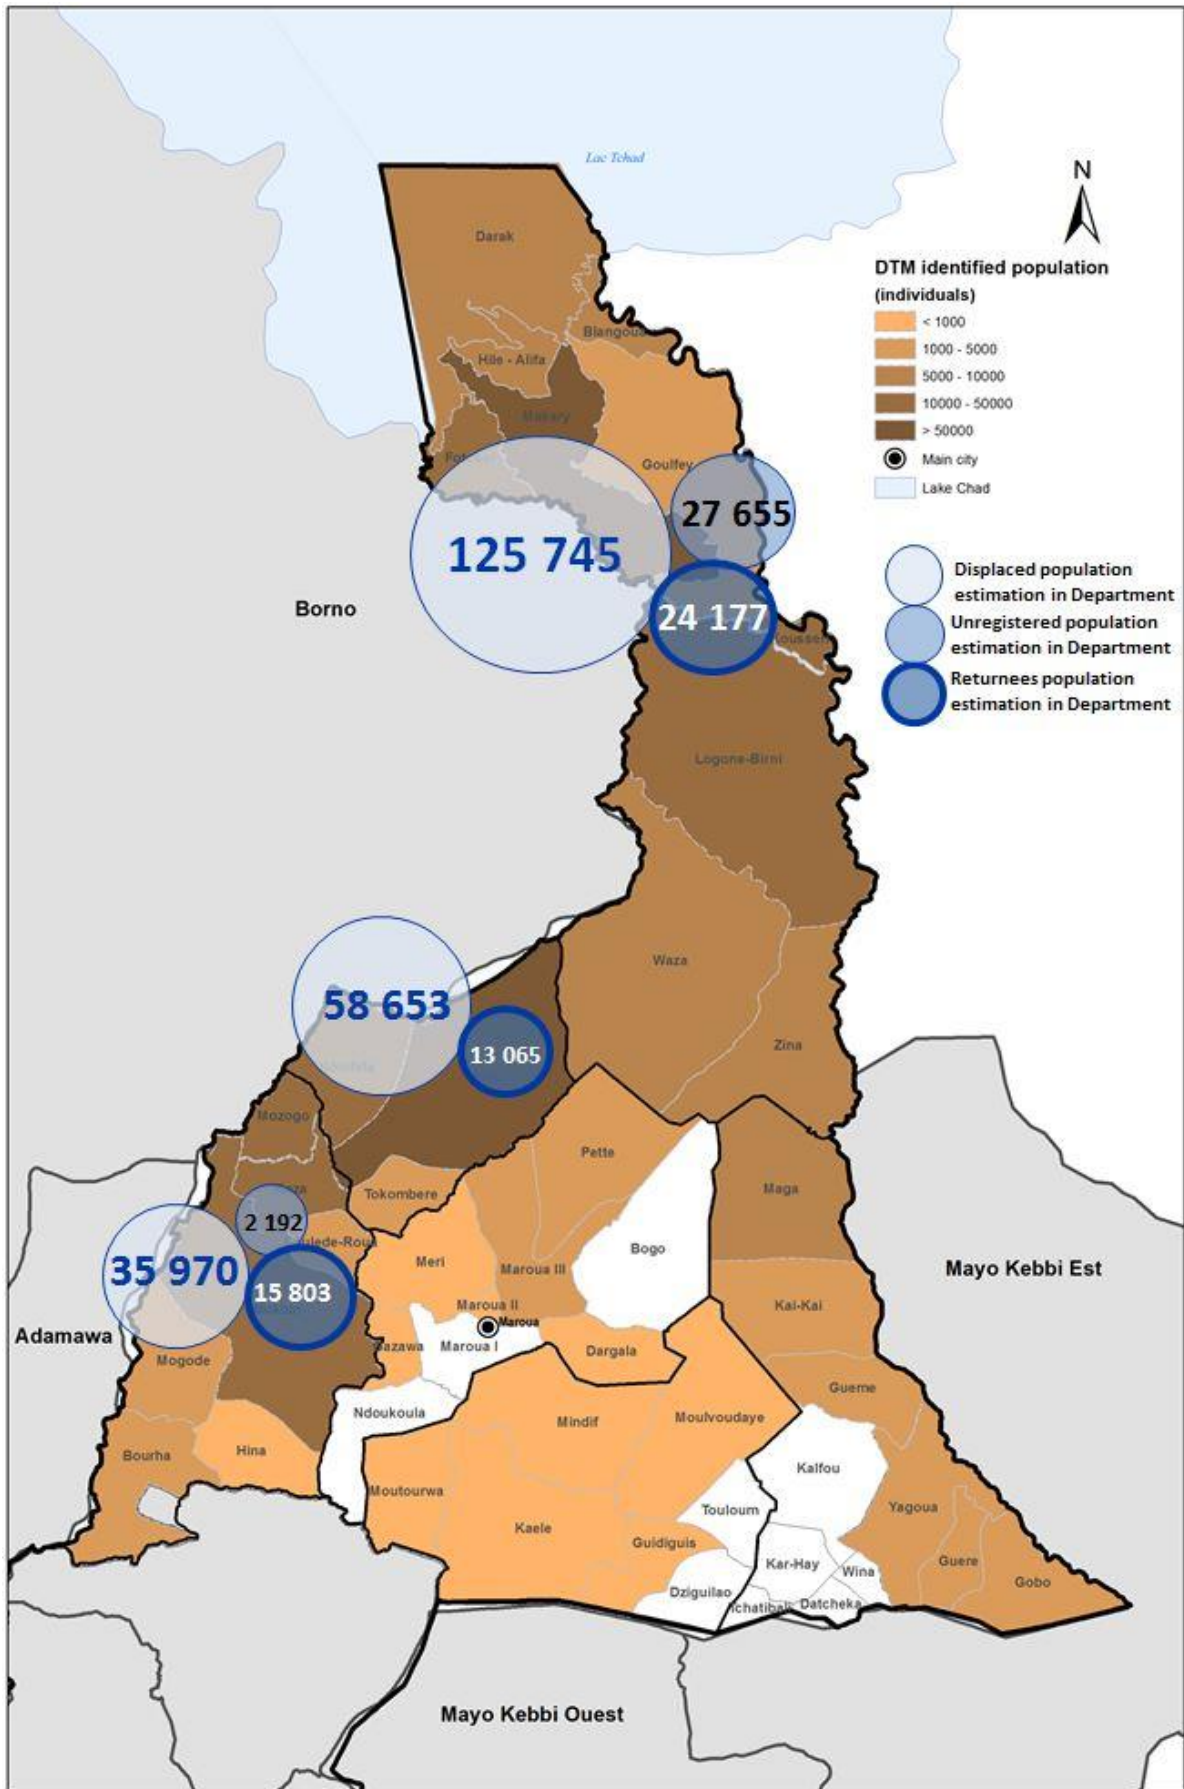 Lac Tchad
N
Darak
DTM identified population
(individuals)
< 1000
1000 - 5000
5000 - 10000
10000 - 50000
> 50000
Main city
Lake Chad
Hile - Alifa
Makary
Goulfey
27 655
125 745
Displaced population
estimation in Department
Unregistered population
estimation in Department
Returnees population
estimation in Department
Borno
24 177
Logone-Birni
Waza
58 653
Zina
13 065
Mozogo
Pette
Maga
Tokombere
2 192
Bogo
Meri
35 970
Maroua III
Mayo Kebbi Est
15 803
Kai-Kai
Maroua II
Maroua
Adamawa
Maroua I
Dargala
Mogode
Gueme
Ndoukoula
Mindif
Moulvoudaye
Bourha
Hina
Kalfou
Moutourwa
Touloum
Yagoua
Kaele
Guidiguis
Kar-Hay
Wina
Guere
Gobo
Dziguilao
Datcheka
Mayo Kebbi Ouest